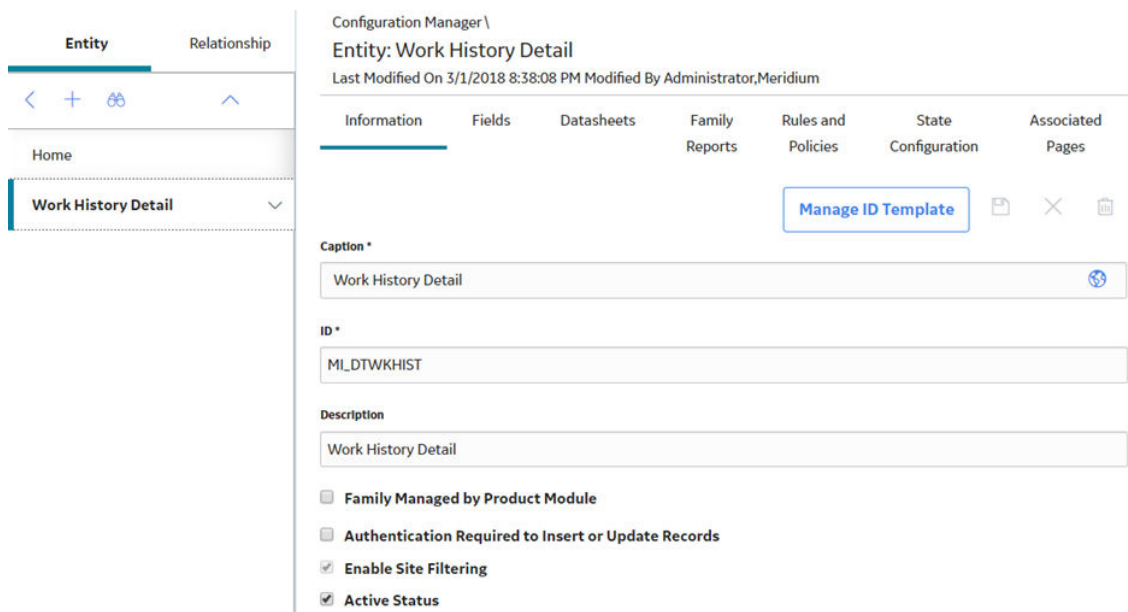 Entity Relationship
Home
Work History Detail
Configuration Manager\
Entity: Work History Detail
Last Modified On 3/1/2018 8:38:08 PM Modified By Administrator,Meridium
Information Fields Datasheets Family Reports Rules and Policies State Configuration Associated Pages
Manage ID Template
Caption *
Work History Detail
ID *
MI_DTWKHIST
Description
Work History Detail
Family Managed by Product Module
Authentication Required to Insert or Update Records
Enable Site Filtering
Active Status